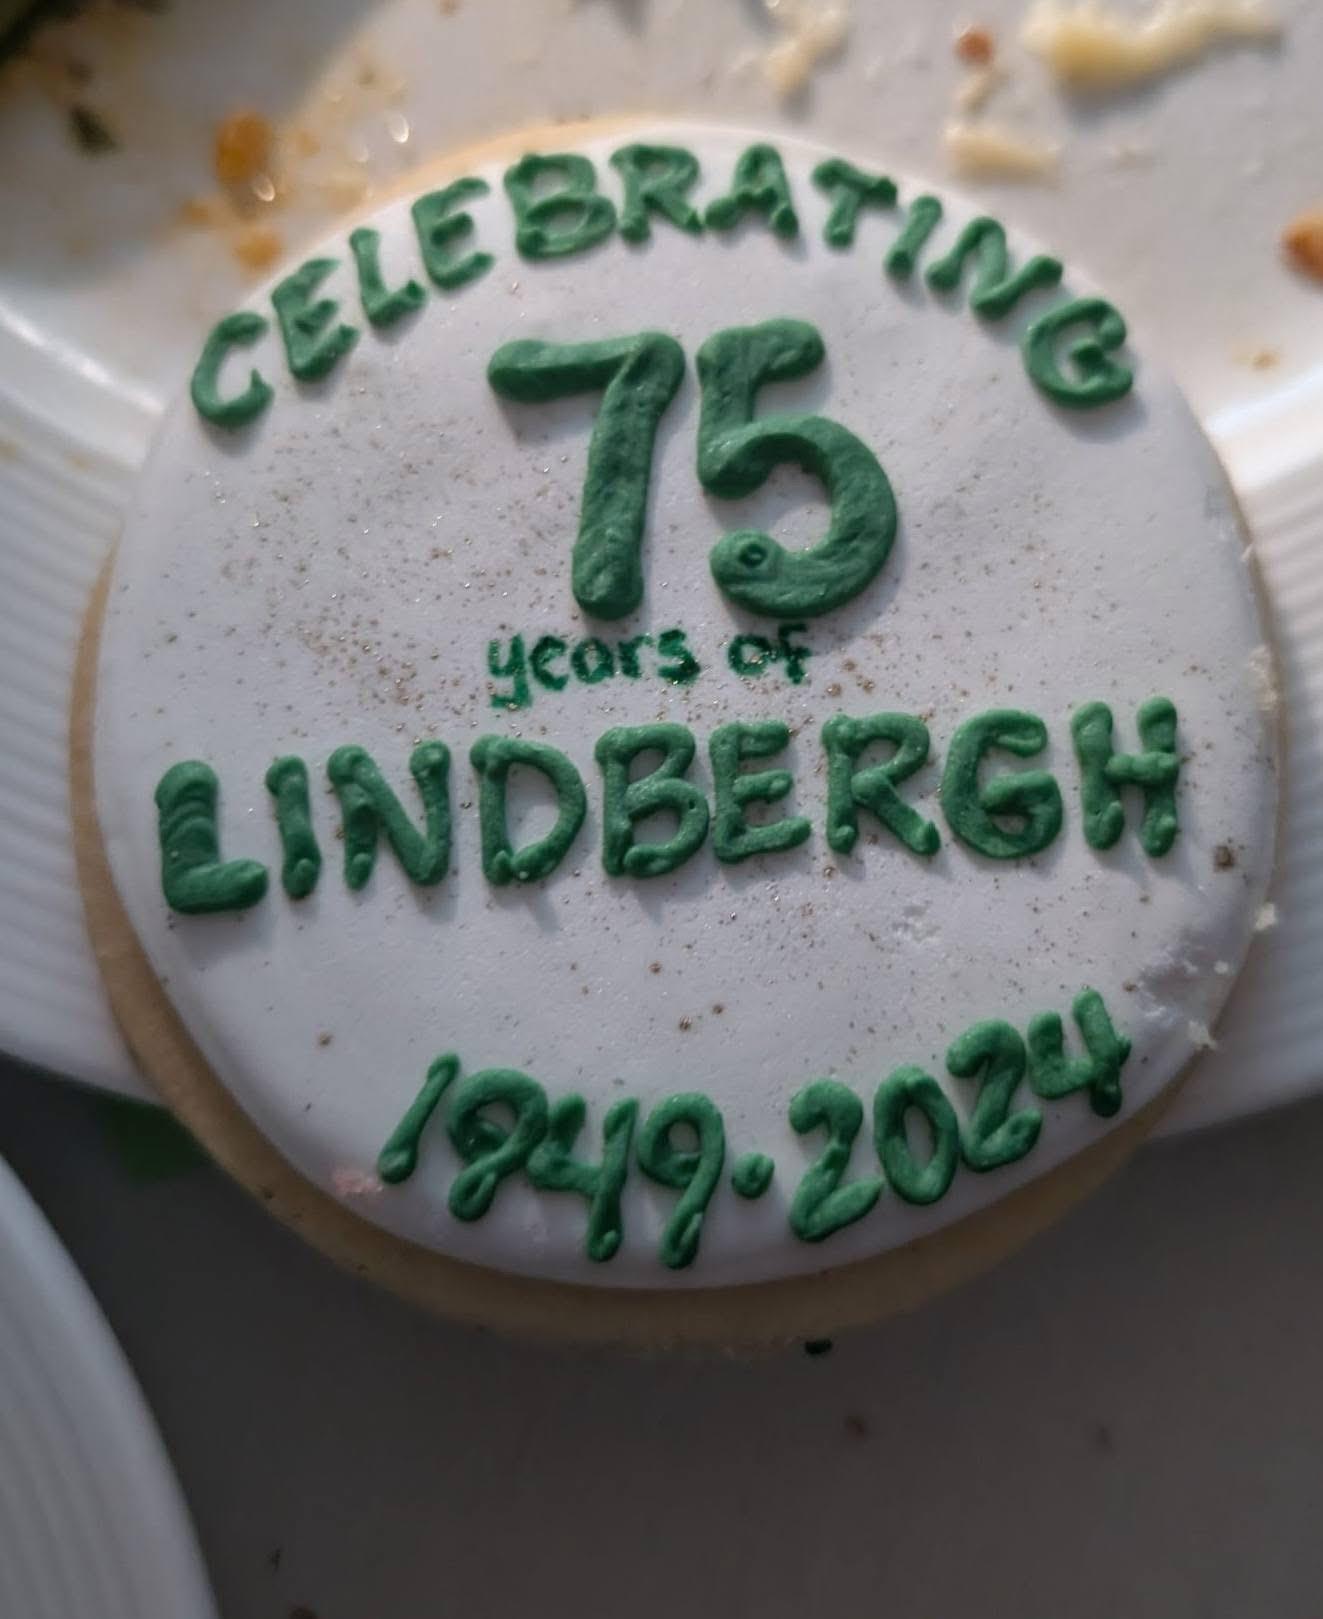 CELEBRATING
75
years of
LINDBERGH
1949·2024